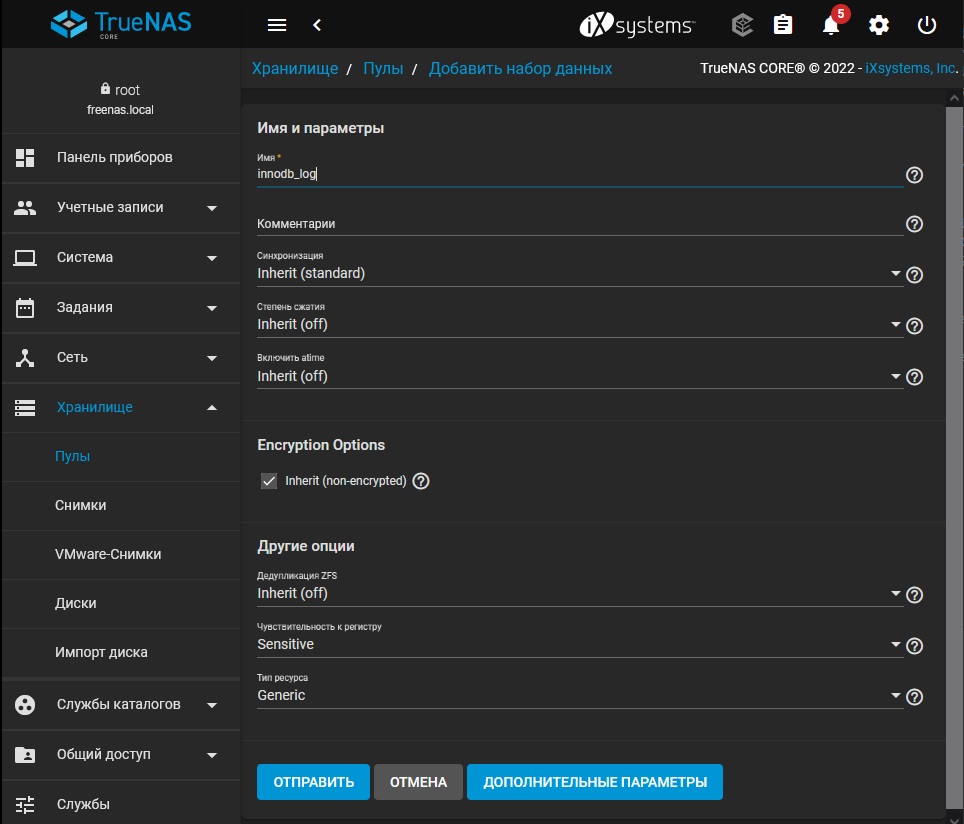 TrueNAS
CORE
iXsystems™
5
root
freenas.local
Хранилище / Пулы / Добавить набор данных
TrueNAS CORE® © 2022 - iXsystems, Inc.
Панель приборов
Учетные записи
Система
Задания
Сеть
Хранилище
Пулы
Снимки
VMware-Снимки
Диски
Импорт диска
Службы каталогов
Общий доступ
Службы
Имя и параметры
Имя *
innodb_log
Комментарии
Синхронизация
Inherit (standard)
Степень сжатия
Inherit (off)
Включить atime
Inherit (off)
Encryption Options
Inherit (non-encrypted)
Другие опции
Дедупликация ZFS
Inherit (off)
Чувствительность к регистру
Sensitive
Тип ресурса
Generic
ОТПРАВИТЬ
ОТМЕНА
ДОПОЛНИТЕЛЬНЫЕ ПАРАМЕТРЫ